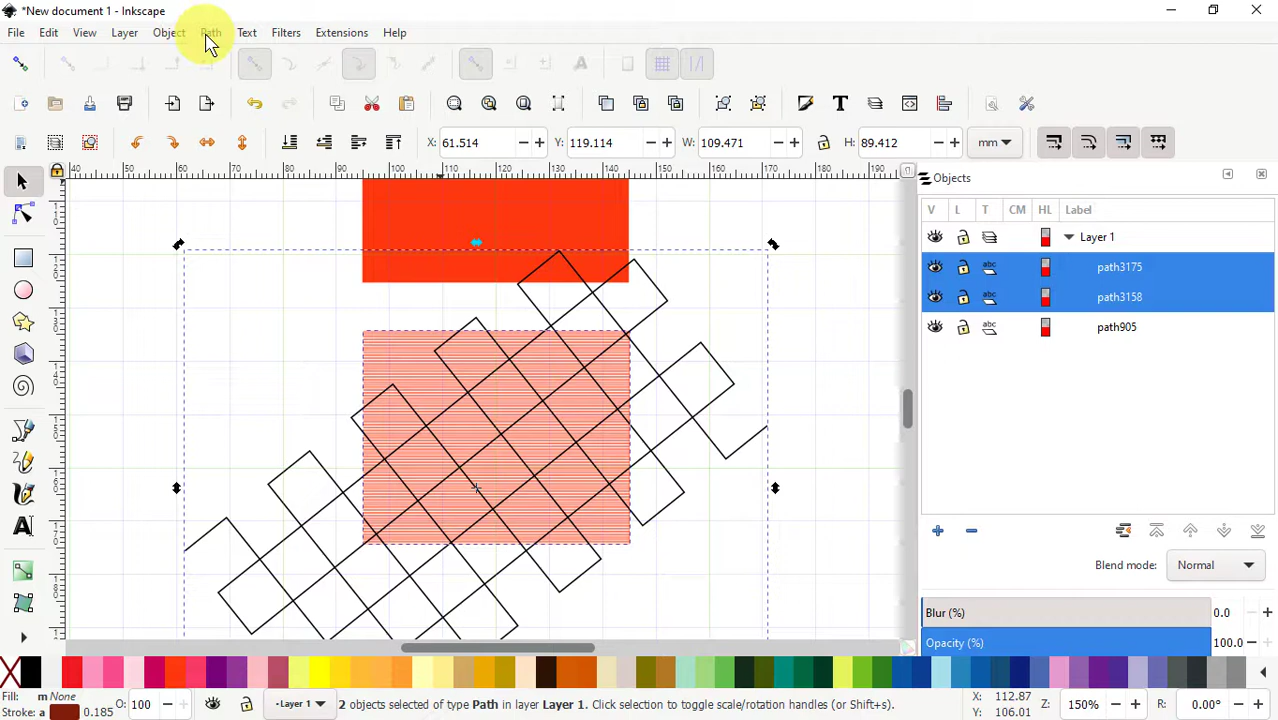 *New document 1 - Inkscape
File Edit View Layer Object Path Text Filters Extensions Help
X: 61.514 Y: 119.114 W: 109.471 H: 89.412 mm
Objects
V L T CM HL Label
Layer 1
path3175
path3158
path905
Blend mode: Normal
Blur (%) 0.0
Opacity (%) 100.0
Fill: m None
Stroke: a 0.185
O: 100
Layer 1
2 objects selected of type Path in layer Layer 1. Click selection to toggle scale/rotation handles (or Shift+s).
X: 112.87
Y: 106.01
Z: 150%
R: 0.00°